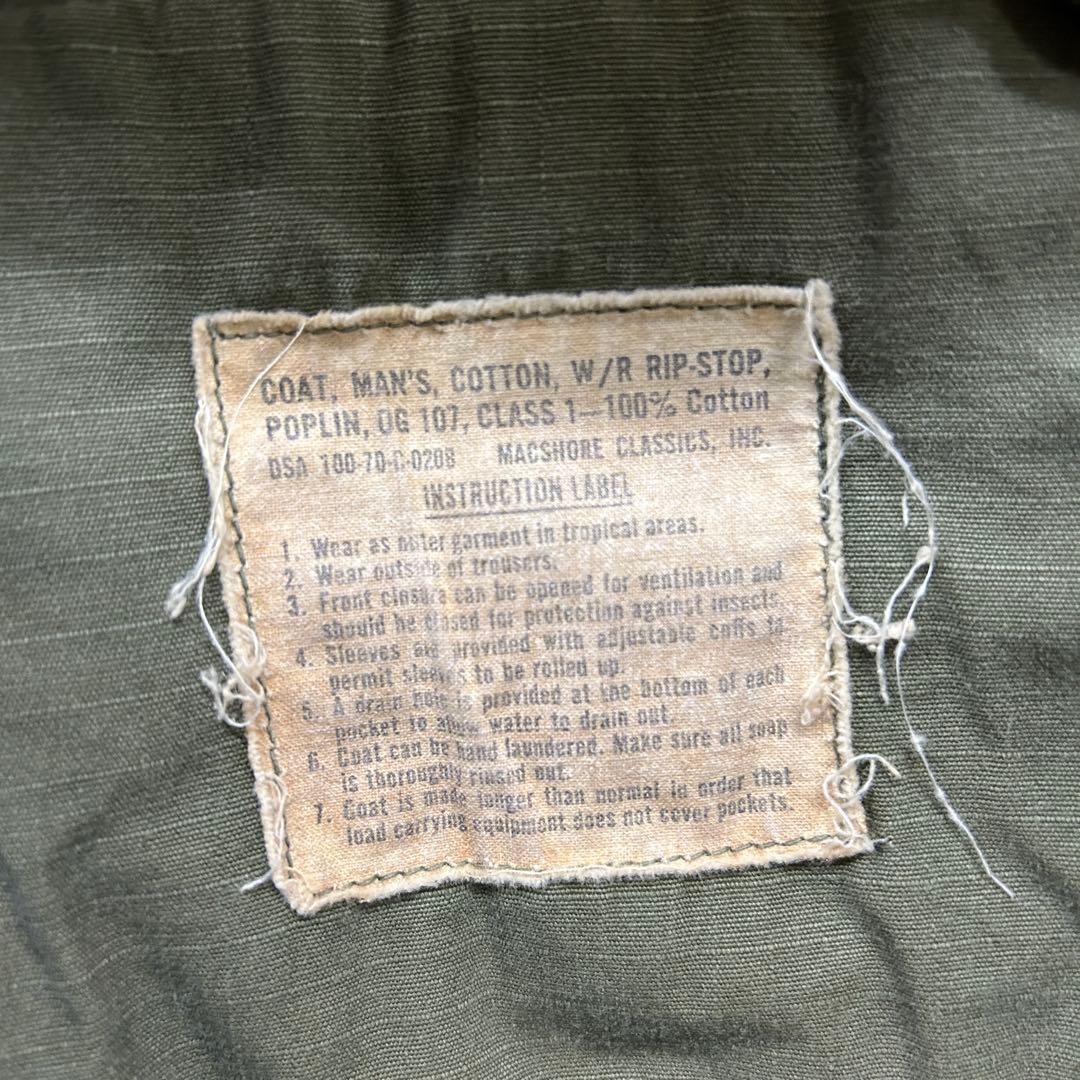 COAT, MAN'S, COTTON, W/R RIP-STOP,
POPLIN, OG 107, CLASS 1—100% Cotton
DSA 100-70-C-0208 MACSHORE CLASSICS, INC.
INSTRUCTION LABEL
1. Wear as outer garment in tropical areas.
2. Wear outside of trousers.
3. Front closure can be opened for ventilation and
should be closed for protection against insects.
4. Sleeves are provided with adjustable cuffs to
permit sleeves to be rolled up.
5. A drain hole is provided at the bottom of each
pocket to allow water to drain out.
6. Coat can be hand laundered. Make sure all soap
is thoroughly rinsed out.
7. Coat is made longer than normal in order that
load carrying equipment does not cover pockets.